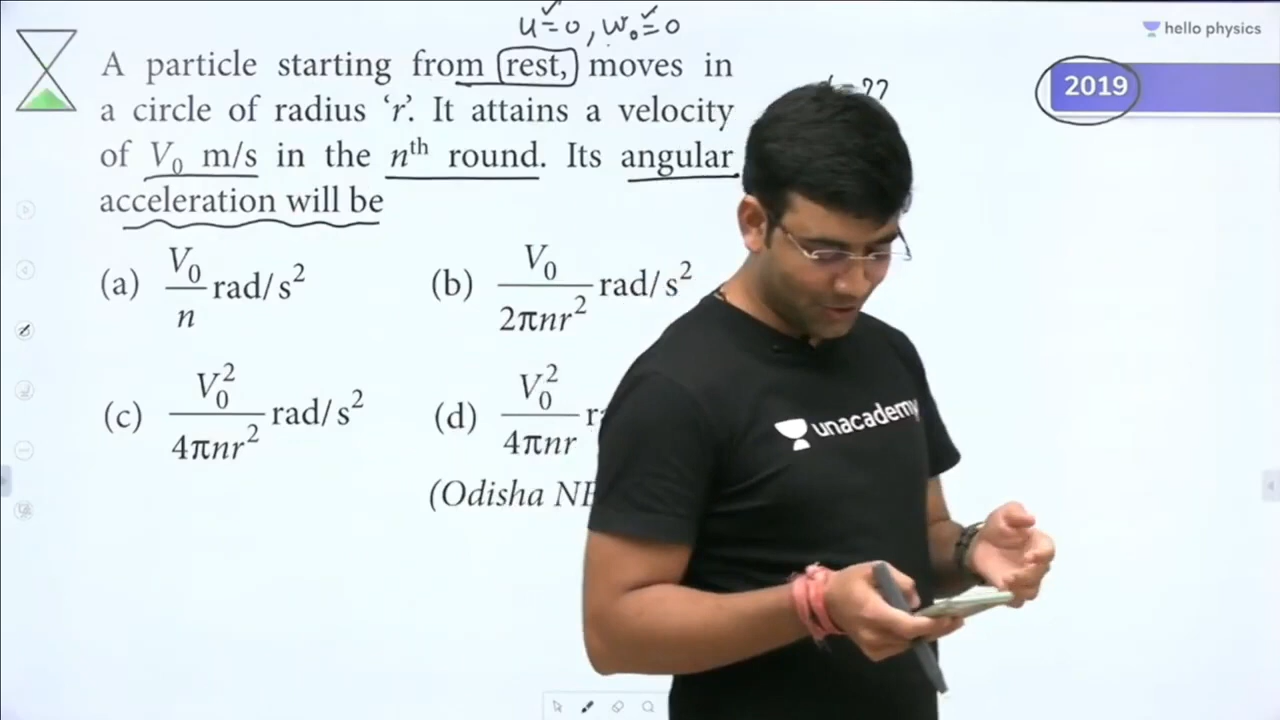 u = 0, w₀ = 0
hello physics
A particle starting from rest, moves in
a circle of radius ‘r’. It attains a velocity
of V₀ m/s in the nᵗʰ round. Its angular
acceleration will be
??
2019
(a) V₀/n rad/s²
(b) V₀/2πnr² rad/s²
(c) V₀²/4πnr² rad/s²
(d) V₀²/4πnr
(Odisha
unacademy